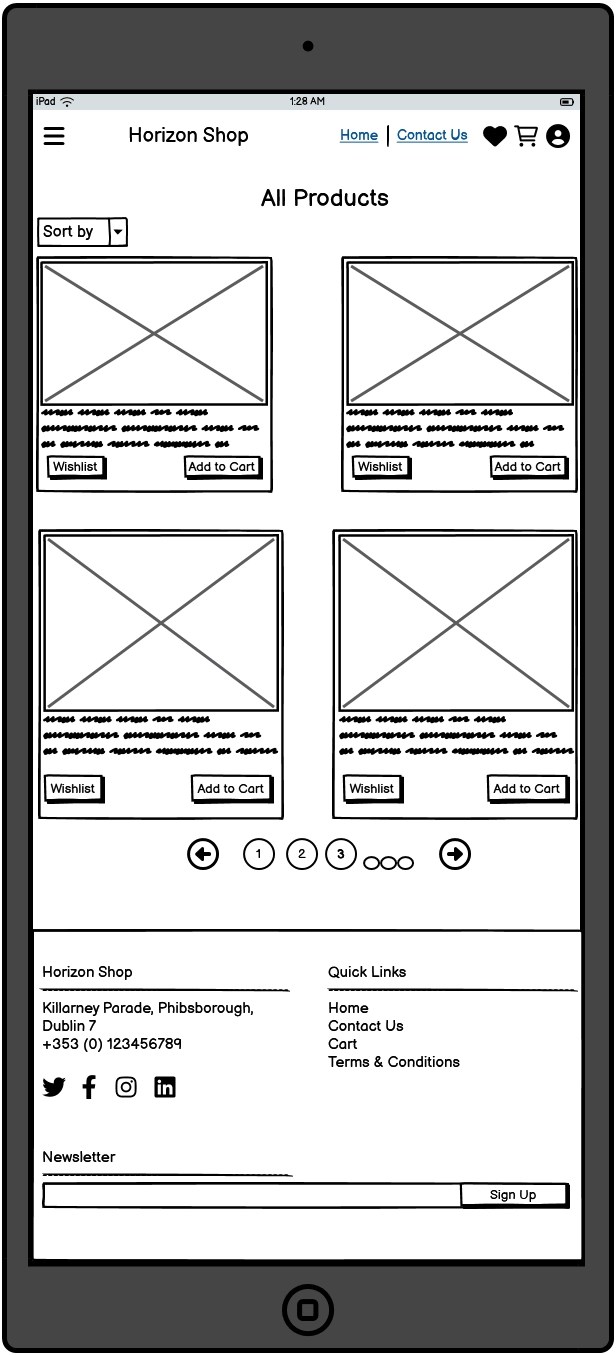 iPad 1:28 AM
Horizon Shop Home Contact Us
All Products
Sort by
Wishlist Add to Cart Wishlist Add to Cart
Wishlist Add to Cart Wishlist Add to Cart
1 2 3
Horizon Shop
Killarney Parade, Phibsborough,
Dublin 7
+353 (0) 123456789
Quick Links
Home
Contact Us
Cart
Terms & Conditions
Newsletter
Sign Up